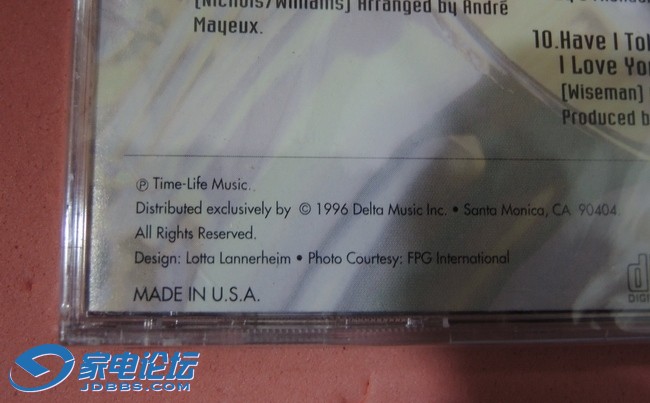 [Nichols/Williams] Arranged by André
Mayeux.
10.Have I
I Love
[Wiseman]
Produced
℗ Time-Life Music.
Distributed exclusively by © 1996 Delta Music Inc. • Santa Monica, CA 90404.
All Rights Reserved.
Design: Lotta Lannerheim • Photo Courtesy: FPG International
MADE IN U.S.A.
家电论坛
JDBBS.COM